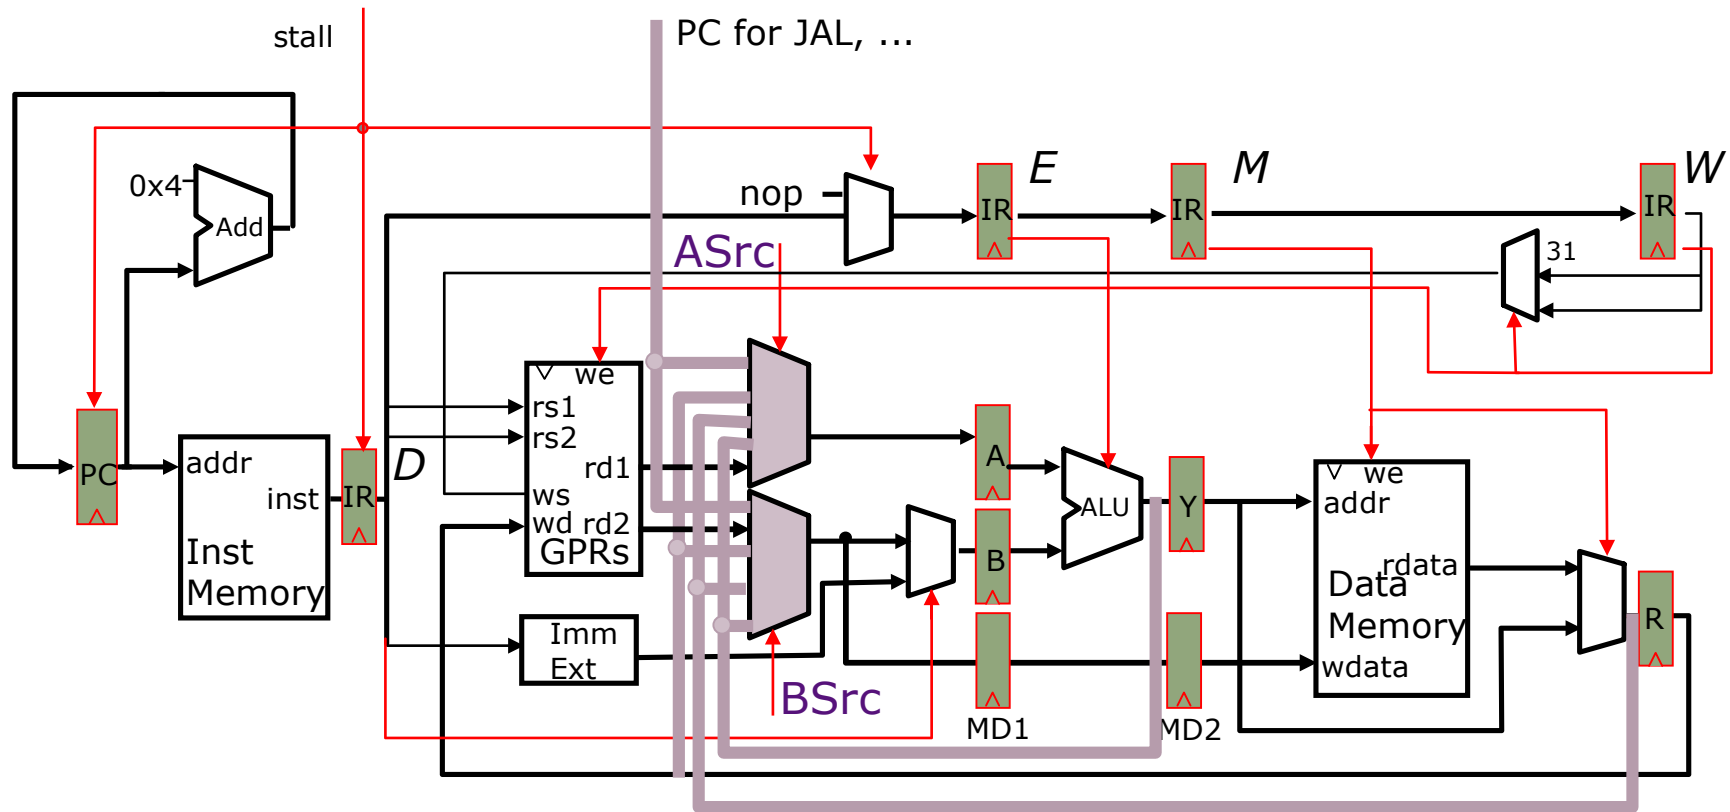 stall
PC for JAL, ...
E
M
W
0x4
nop
Add
IR
IR
IR
ASrc
31
we
rs1
rs2
rd1
ws
wd
rd2
GPRs
PC
addr
inst
Inst
Memory
IR
D
A
B
ALU
Y
we
addr
rdata
Data
Memory
wdata
R
Imm
Ext
BSrc
MD1
MD2